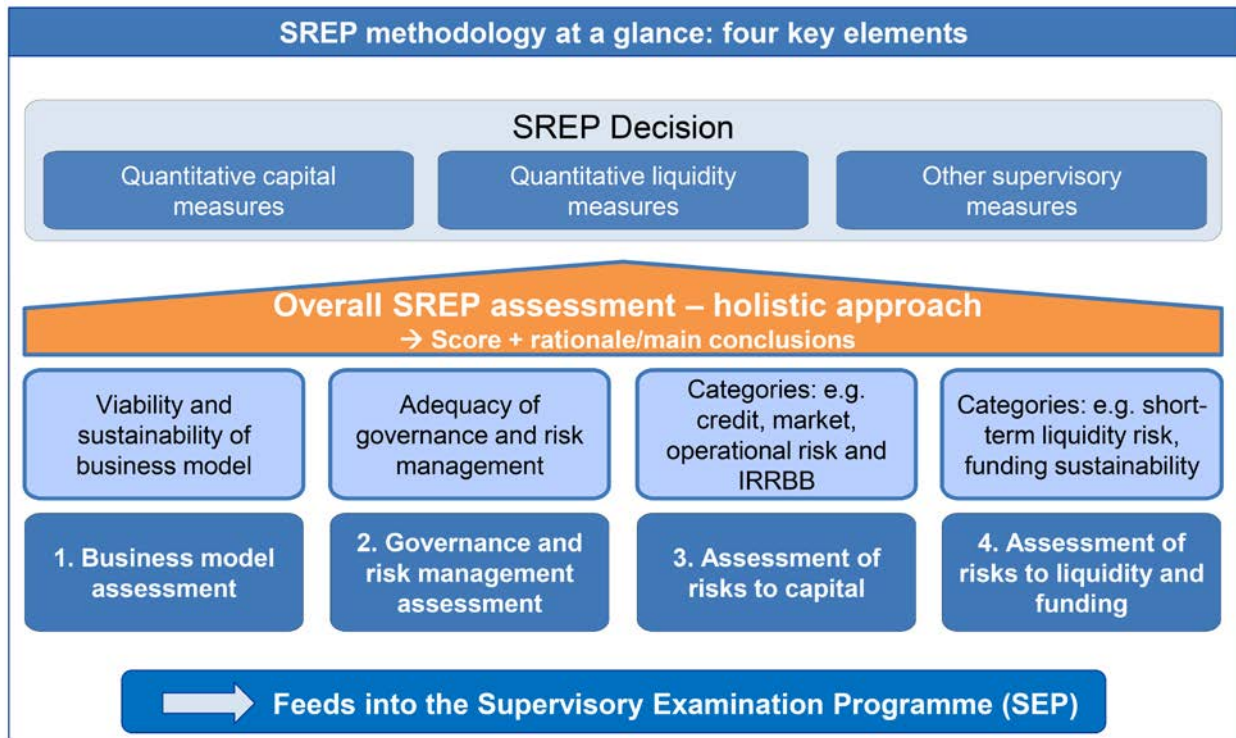 SREP methodology at a glance: four key elements
SREP Decision
Quantitative capital
measures
Quantitative liquidity
measures
Other supervisory
measures
Overall SREP assessment – holistic approach
→ Score + rationale/main conclusions
Viability and
sustainability of
business model
Adequacy of
governance and risk
management
Categories: e.g.
credit, market,
operational risk and
IRRBB
Categories: e.g. short-
term liquidity risk,
funding sustainability
1. Business model
assessment
2. Governance and
risk management
assessment
3. Assessment of
risks to capital
4. Assessment of
risks to liquidity and
funding
Feeds into the Supervisory Examination Programme (SEP)